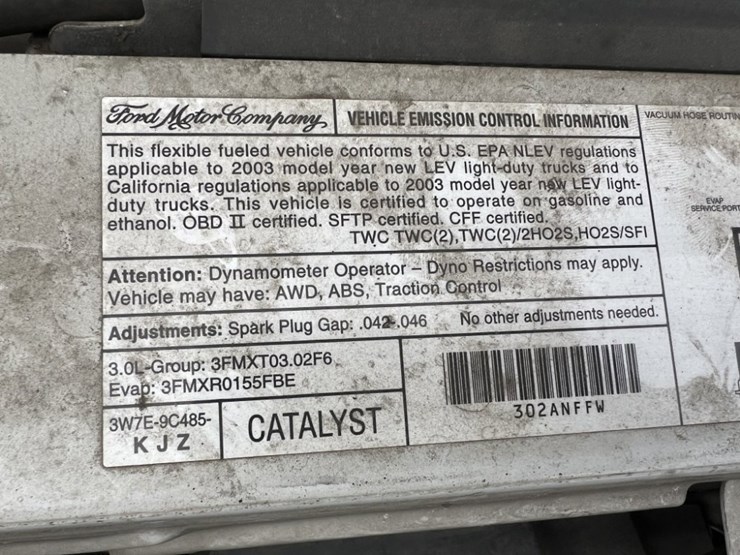 Ford Motor Company
VEHICLE EMISSION CONTROL INFORMATION
VACUUM HOSE
This flexible fueled vehicle conforms to U.S. EPA NLEV regulations
applicable to 2003 model year new LEV light-duty trucks and to
California regulations applicable to 2003 model year new LEV light-
duty trucks. This vehicle is certified to operate on gasoline and
ethanol. OBD II certified. SFTP certified. CFF certified.
TWC TWC(2),TWC(2)/2HO2S,HO2S/SFI
EVAP
SERVICE PORT
Attention: Dynamometer Operator – Dyno Restrictions may apply.
Vehicle may have: AWD, ABS, Traction Control
Adjustments: Spark Plug Gap: .042-.046 No other adjustments needed.
3.0L-Group: 3FMXT03.02F6
Evap: 3FMXR0155FBE
3W7E-9C485-
K J Z
CATALYST
302ANFFW